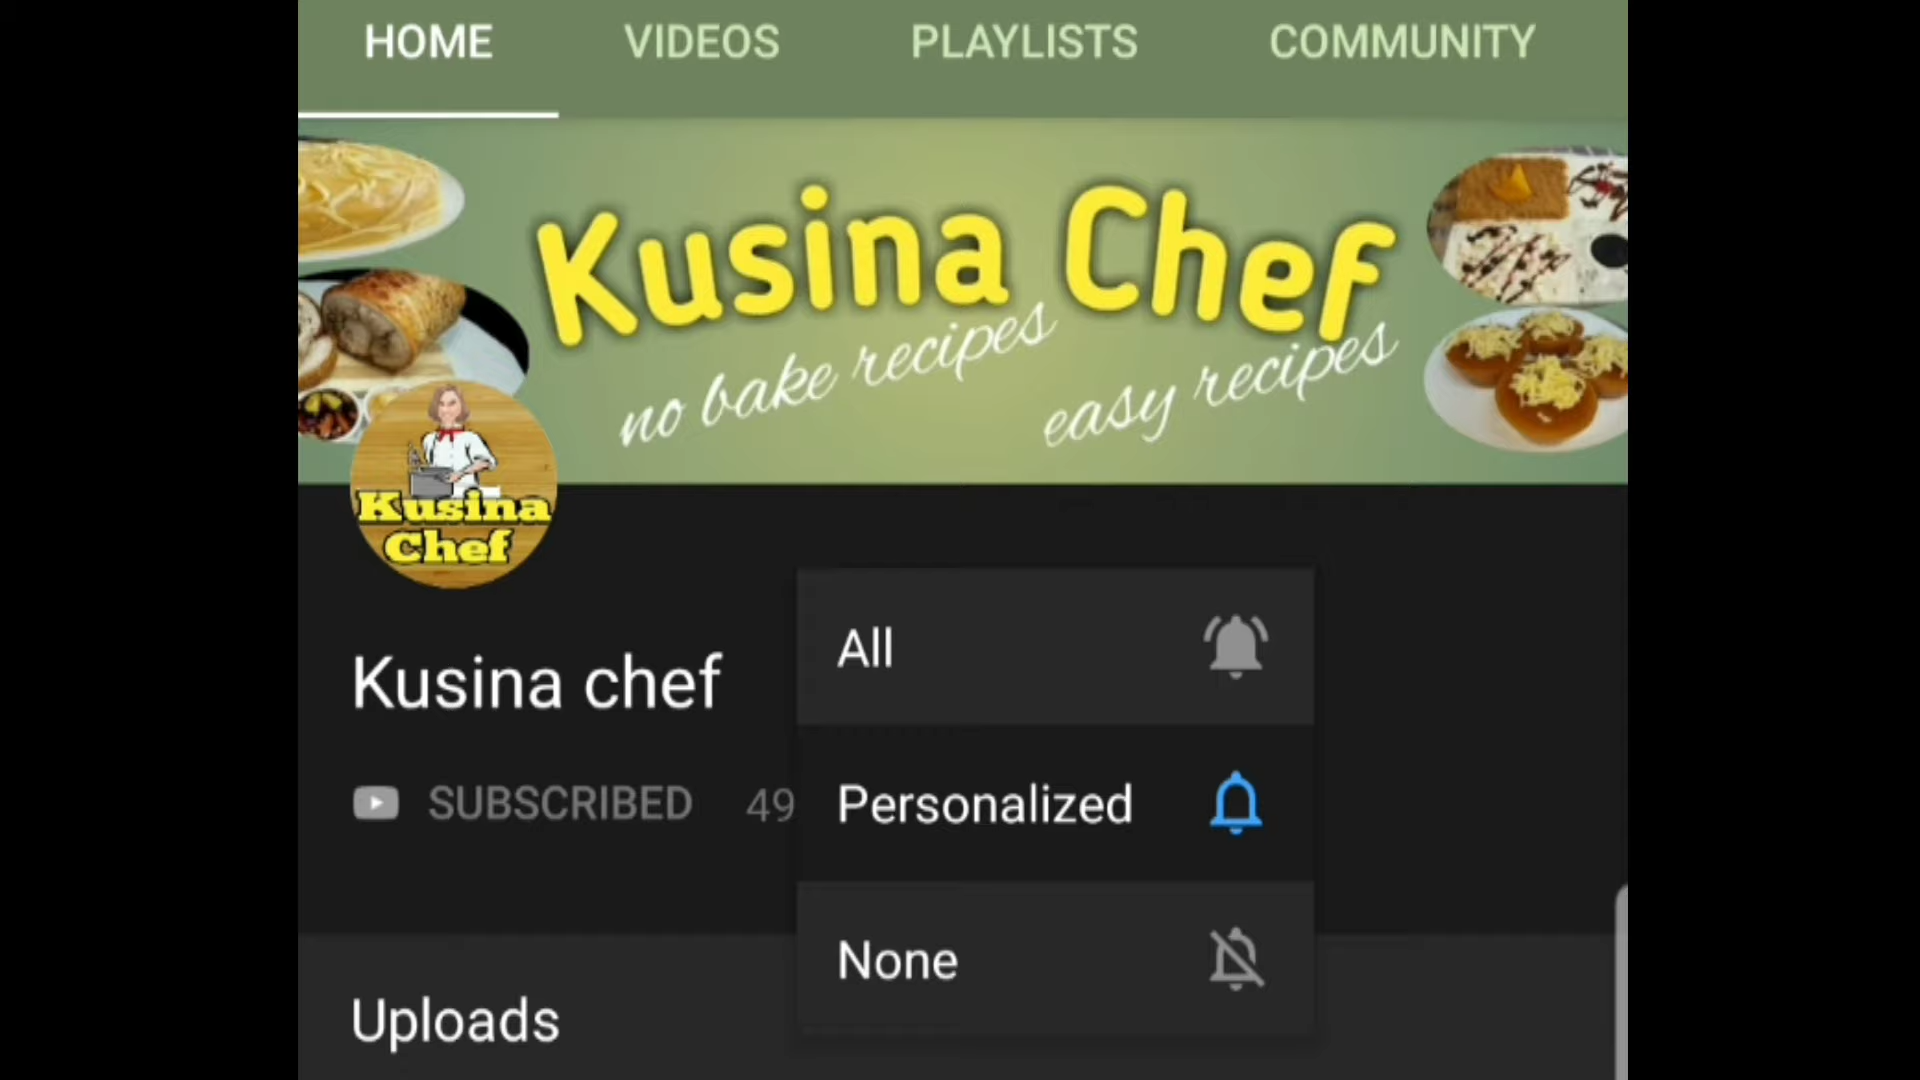 HOME VIDEOS PLAYLISTS COMMUNITY
Kusina Chef
no bake recipes easy recipes
Kusina
Chef
Kusina chef
SUBSCRIBED 49
All
Personalized
None
Uploads